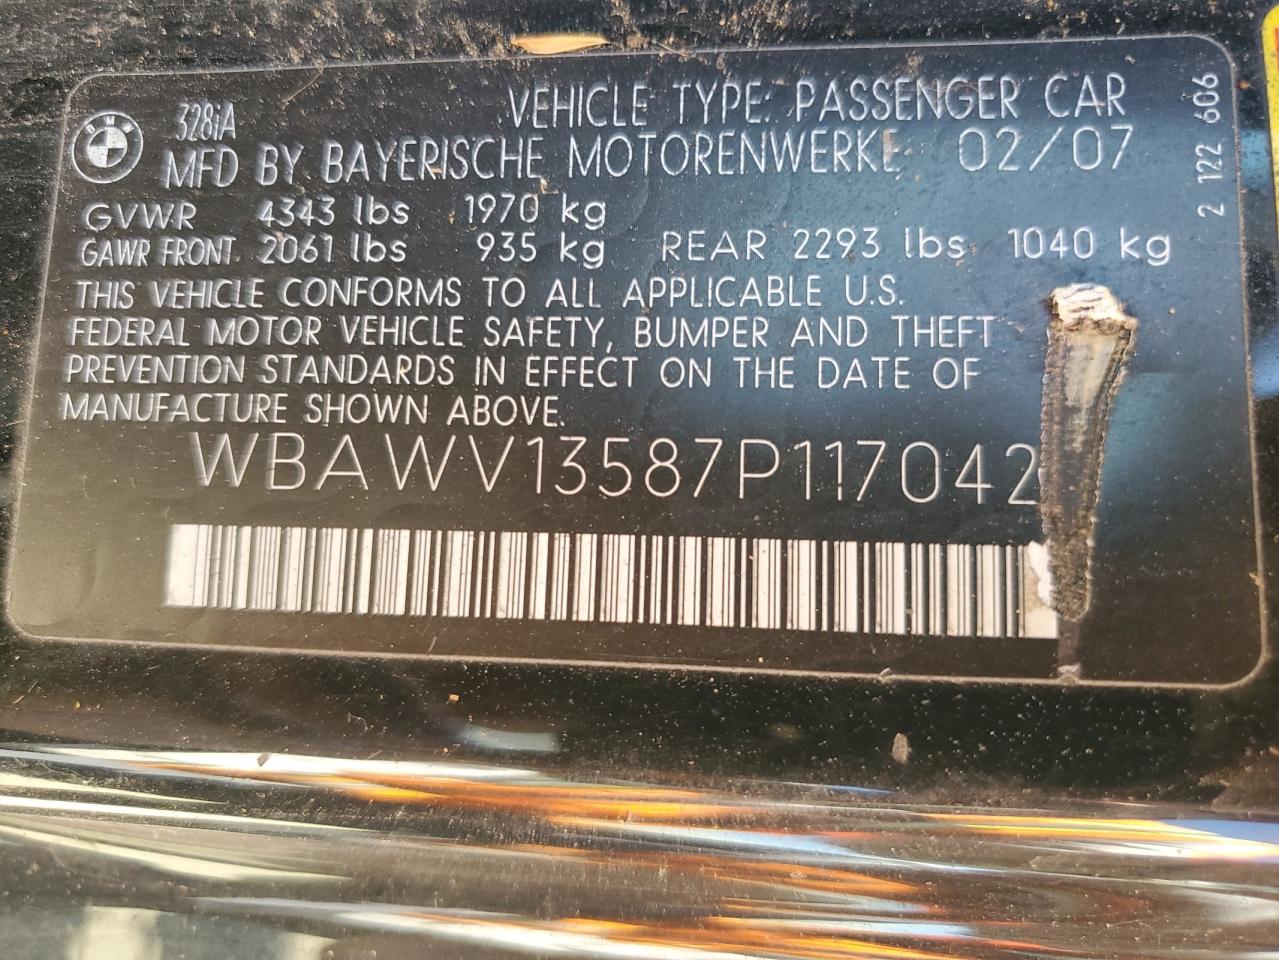 BMW
328iA
VEHICLE TYPE: PASSENGER CAR
MFD BY BAYERISCHE MOTORENWERKE 02/07
GVWR 4343 lbs 1970 kg
GAWR FRONT 2061 lbs 935 kg REAR 2293 lbs 1040 kg
THIS VEHICLE CONFORMS TO ALL APPLICABLE U.S.
FEDERAL MOTOR VEHICLE SAFETY, BUMPER AND THEFT
PREVENTION STANDARDS IN EFFECT ON THE DATE OF
MANUFACTURE SHOWN ABOVE.
WBAWV13587P117042
2 122 606